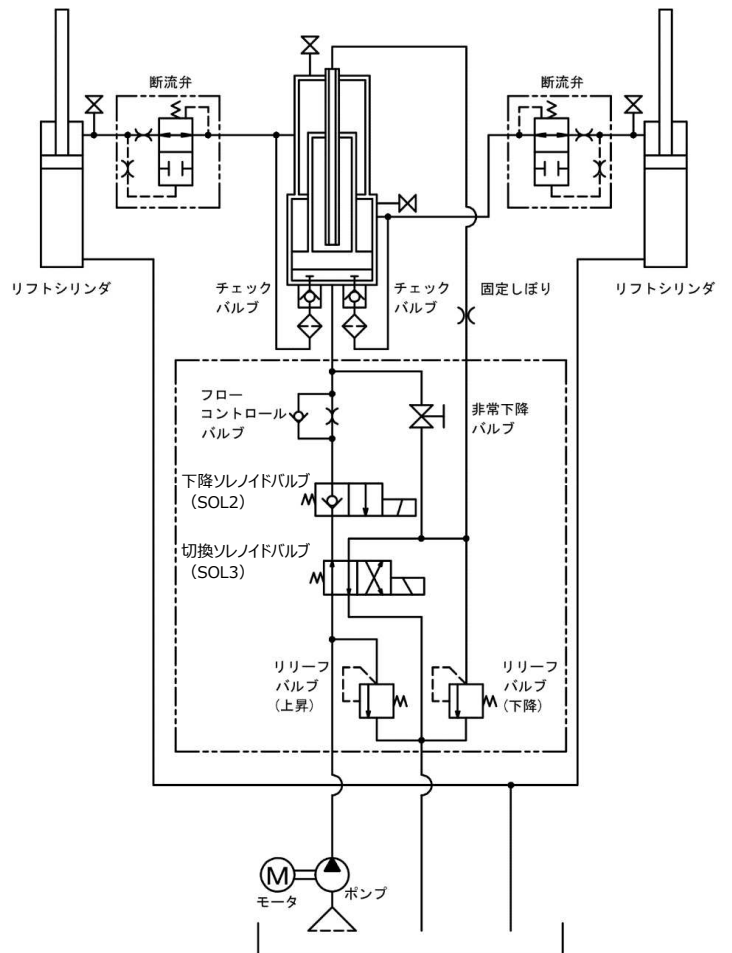 断流弁
断流弁
リフトシリンダ
チェック
バルブ
チェック
バルブ
固定しぼり
リフトシリンダ
フロー
コントロール
バルブ
非常下降
バルブ
下降ソレノイドバルブ
（SOL2）
切換ソレノイドバルブ
（SOL3）
リリーフ
バルブ
(上昇)
リリーフ
バルブ
(下降)
M
モータ
ポンプ